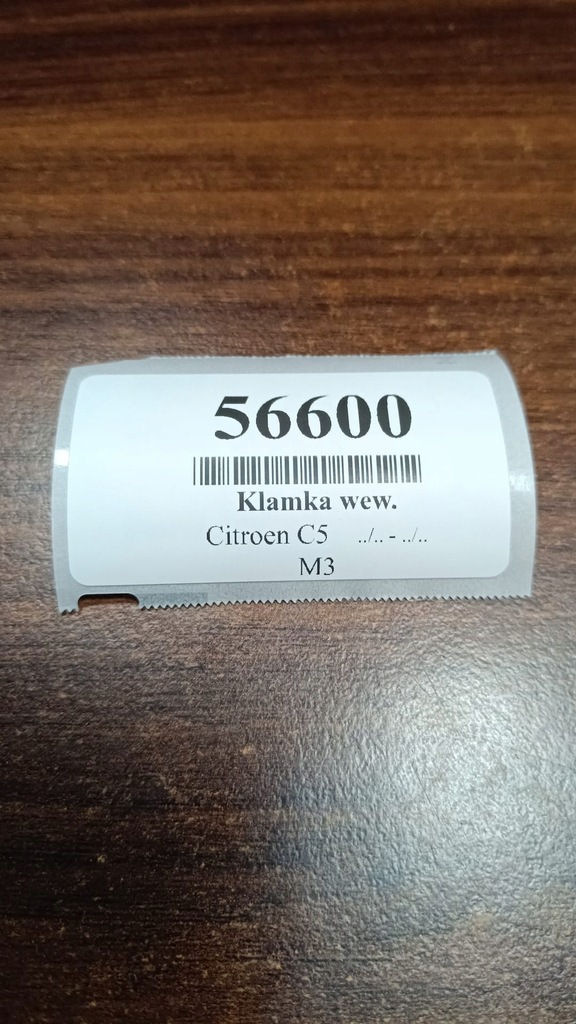 56600
Klamka wew.
Citroen C5 ../.. - ../..
M3